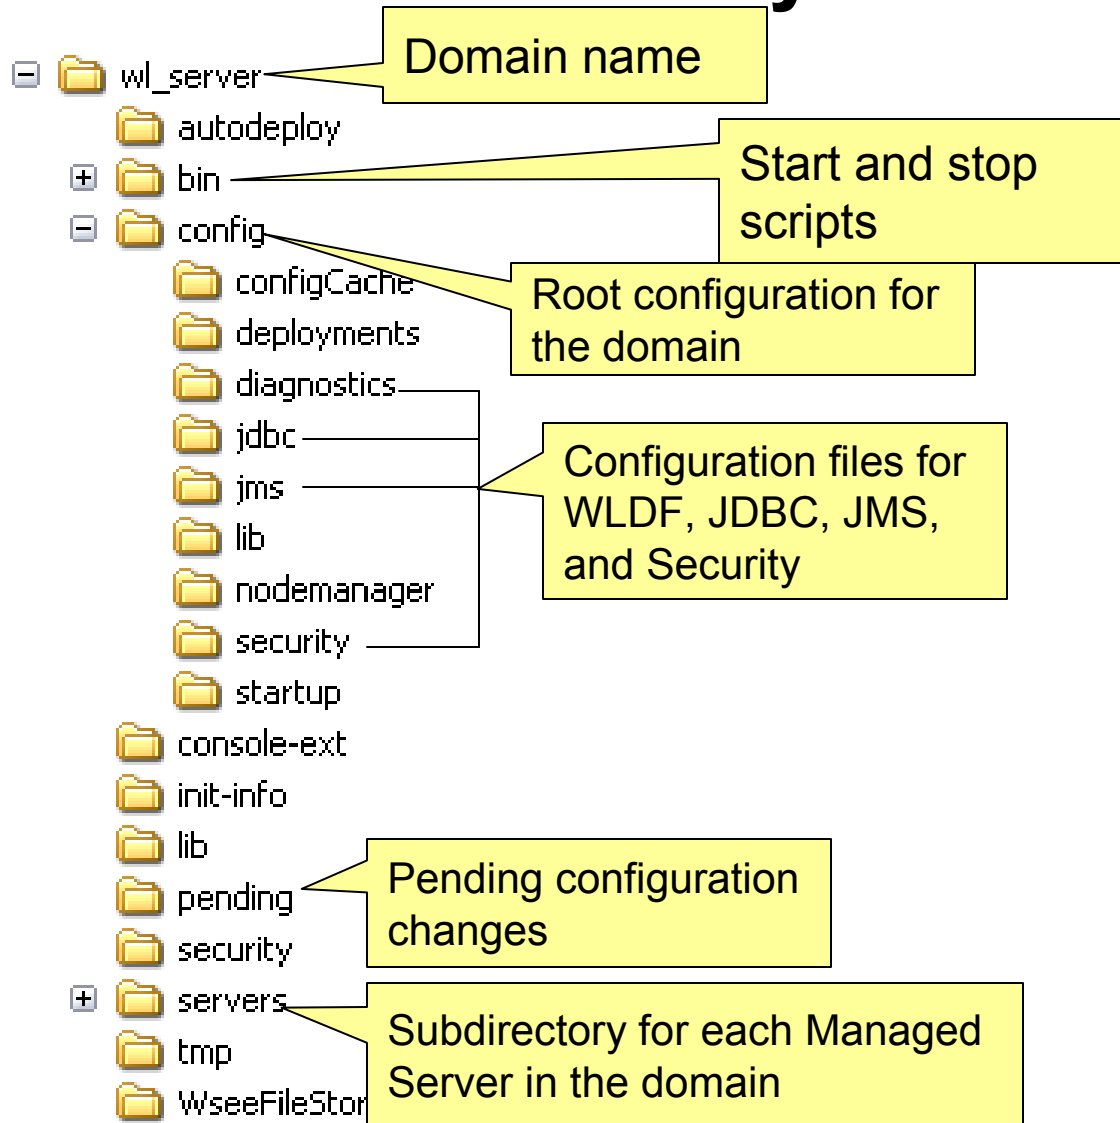 Domain name
wl_server
autodeploy
Start and stop
scripts
bin
config
Root configuration for
the domain
configCache
deployments
diagnostics
jdbc
Configuration files for
WLDF, JDBC, JMS,
and Security
jms
lib
nodemanager
security
startup
console-ext
init-info
lib
Pending configuration
changes
pending
security
servers
Subdirectory for each Managed
Server in the domain
tmp
WseeFileStor